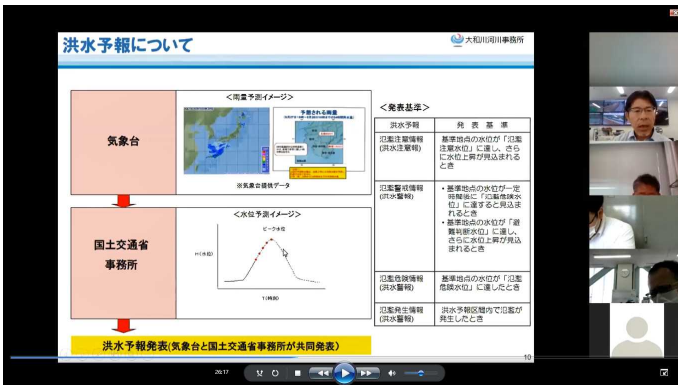 洪水予報について
大和川河川事務所
気象台
＜雨量予測イメージ＞
予想される雨量
※気象台提供データ
国土交通省
事務所
＜水位予測イメージ＞
ピーク水位
H(水位)
T(時刻)
洪水予報発表(気象台と国土交通省事務所が共同発表)
＜発表基準＞
洪水予報
発 表 基 準
氾濫注意情報
(洪水注意報)
基準地点の水位が「氾濫
注意水位」に達し、さら
に水位上昇が見込まれる
とき
氾濫警戒情報
(洪水警報)
・基準地点の水位が一定
時間後に「氾濫危険水
位」に達すると見込ま
れるとき
・基準地点の水位が「避
難判断水位」に達し、
さらに水位上昇が見込
まれるとき
氾濫危険情報
(洪水警報)
基準地点の水位が「氾濫
危険水位」に達したとき
氾濫発生情報
(洪水警報)
洪水予報区間内で氾濫が
発生したとき
10
26:17